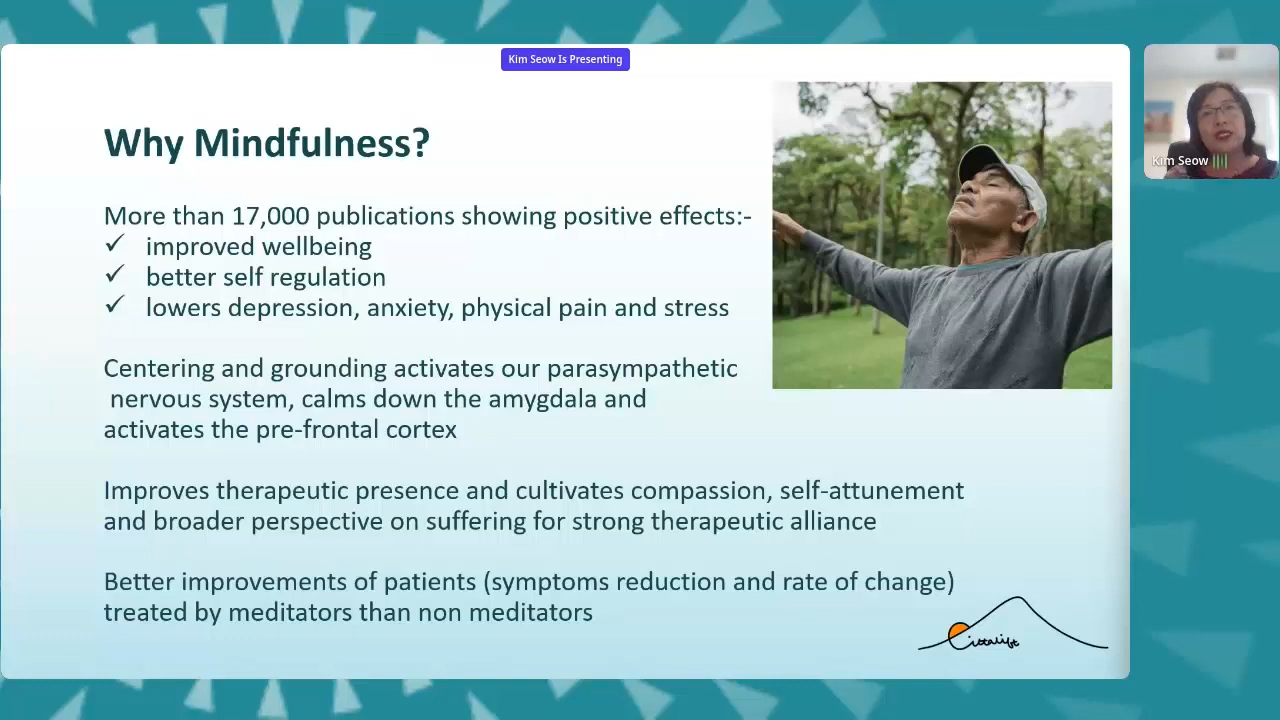 Kim Seow Is Presenting
Why Mindfulness?
Kim Seow
More than 17,000 publications showing positive effects:-
✓ improved wellbeing
✓ better self regulation
✓ lowers depression, anxiety, physical pain and stress
Centering and grounding activates our parasympathetic
nervous system, calms down the amygdala and
activates the pre-frontal cortex
Improves therapeutic presence and cultivates compassion, self-attunement
and broader perspective on suffering for strong therapeutic alliance
Better improvements of patients (symptoms reduction and rate of change)
treated by meditators than non meditators
Cittalift